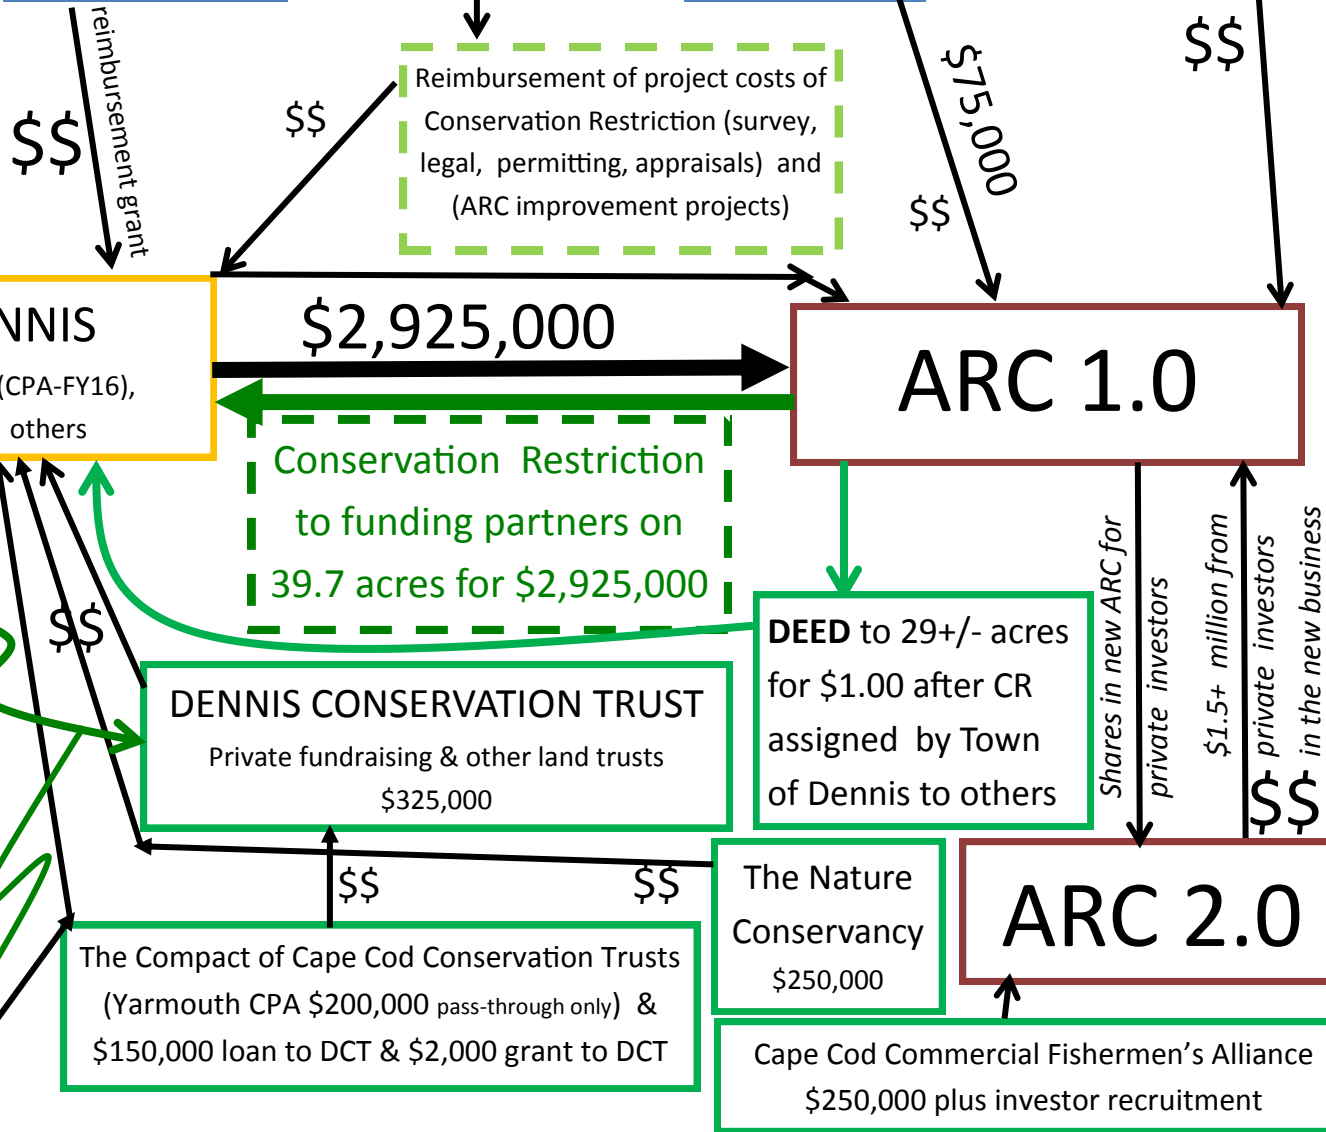 reimbursement grant
$$
$$
Reimbursement of project costs of
Conservation Restriction (survey,
legal, permitting, appraisals) and
(ARC improvement projects)
$75,000
$$
$$
NNIS
(CPA-FY16),
others
$2,925,000
ARC 1.0
Conservation Restriction
to funding partners on
39.7 acres for $2,925,000
$$
DEED to 29+/- acres
for $1.00 after CR
assigned by Town
of Dennis to others
Shares in new ARC for
private investors
$1.5+ million from
private investors
in the new business
$$
DENNIS CONSERVATION TRUST
Private fundraising & other land trusts
$325,000
$$
$$
The Nature
Conservancy
$250,000
ARC 2.0
The Compact of Cape Cod Conservation Trusts
(Yarmouth CPA $200,000 pass-through only) &
$150,000 loan to DCT & $2,000 grant to DCT
Cape Cod Commercial Fishermen’s Alliance
$250,000 plus investor recruitment